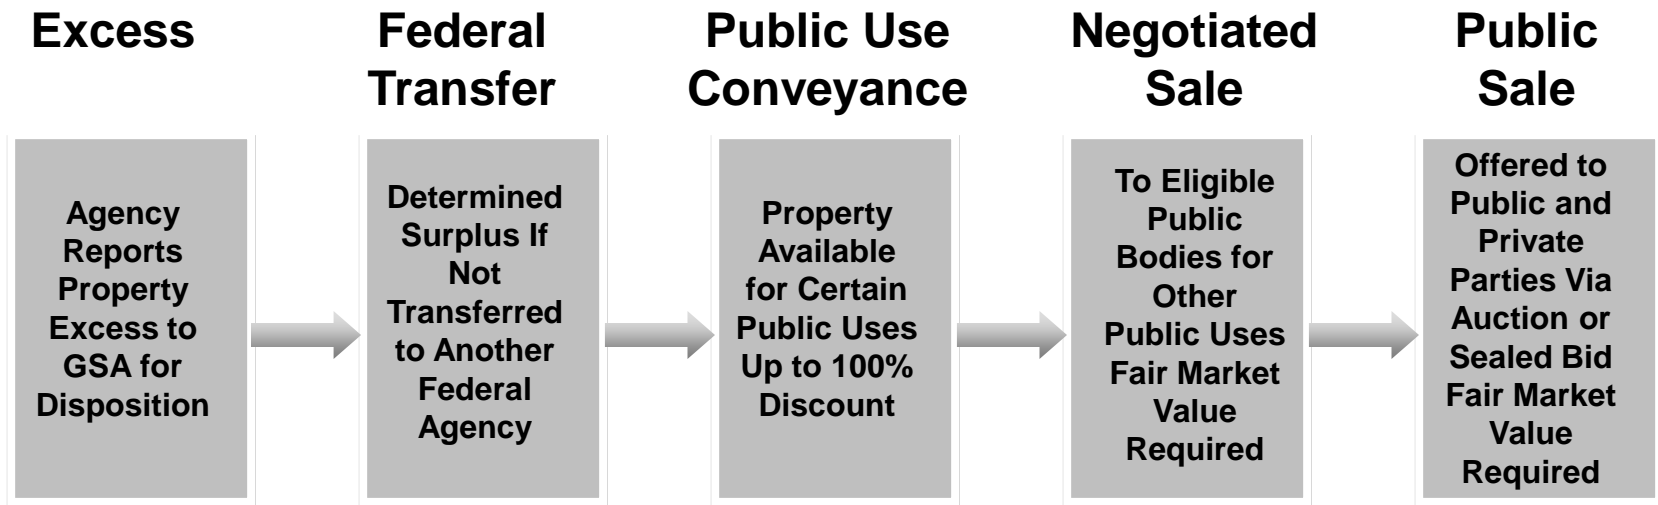 Excess
Agency
Reports
Property
Excess to
GSA for
Disposition
Federal
Transfer
Determined
Surplus If
Not
Transferred
to Another
Federal
Agency
Public Use
Conveyance
Property
Available
for Certain
Public Uses
Up to 100%
Discount
Negotiated
Sale
To Eligible
Public
Bodies for
Other
Public Uses
Fair Market
Value
Required
Public
Sale
Offered to
Public and
Private
Parties Via
Auction or
Sealed Bid
Fair Market
Value
Required